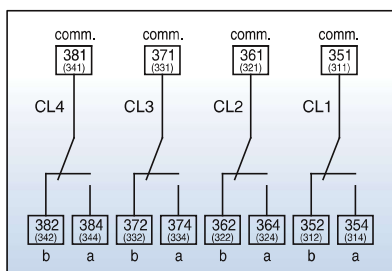 comm. comm. comm. comm.
381 371 361 351
(341) (331) (321) (311)
CL4 CL3 CL2 CL1
382 384 372 374 362 364 352 354
(342) (344) (332) (334) (322) (324) (312) (314)
b a b a b a b a